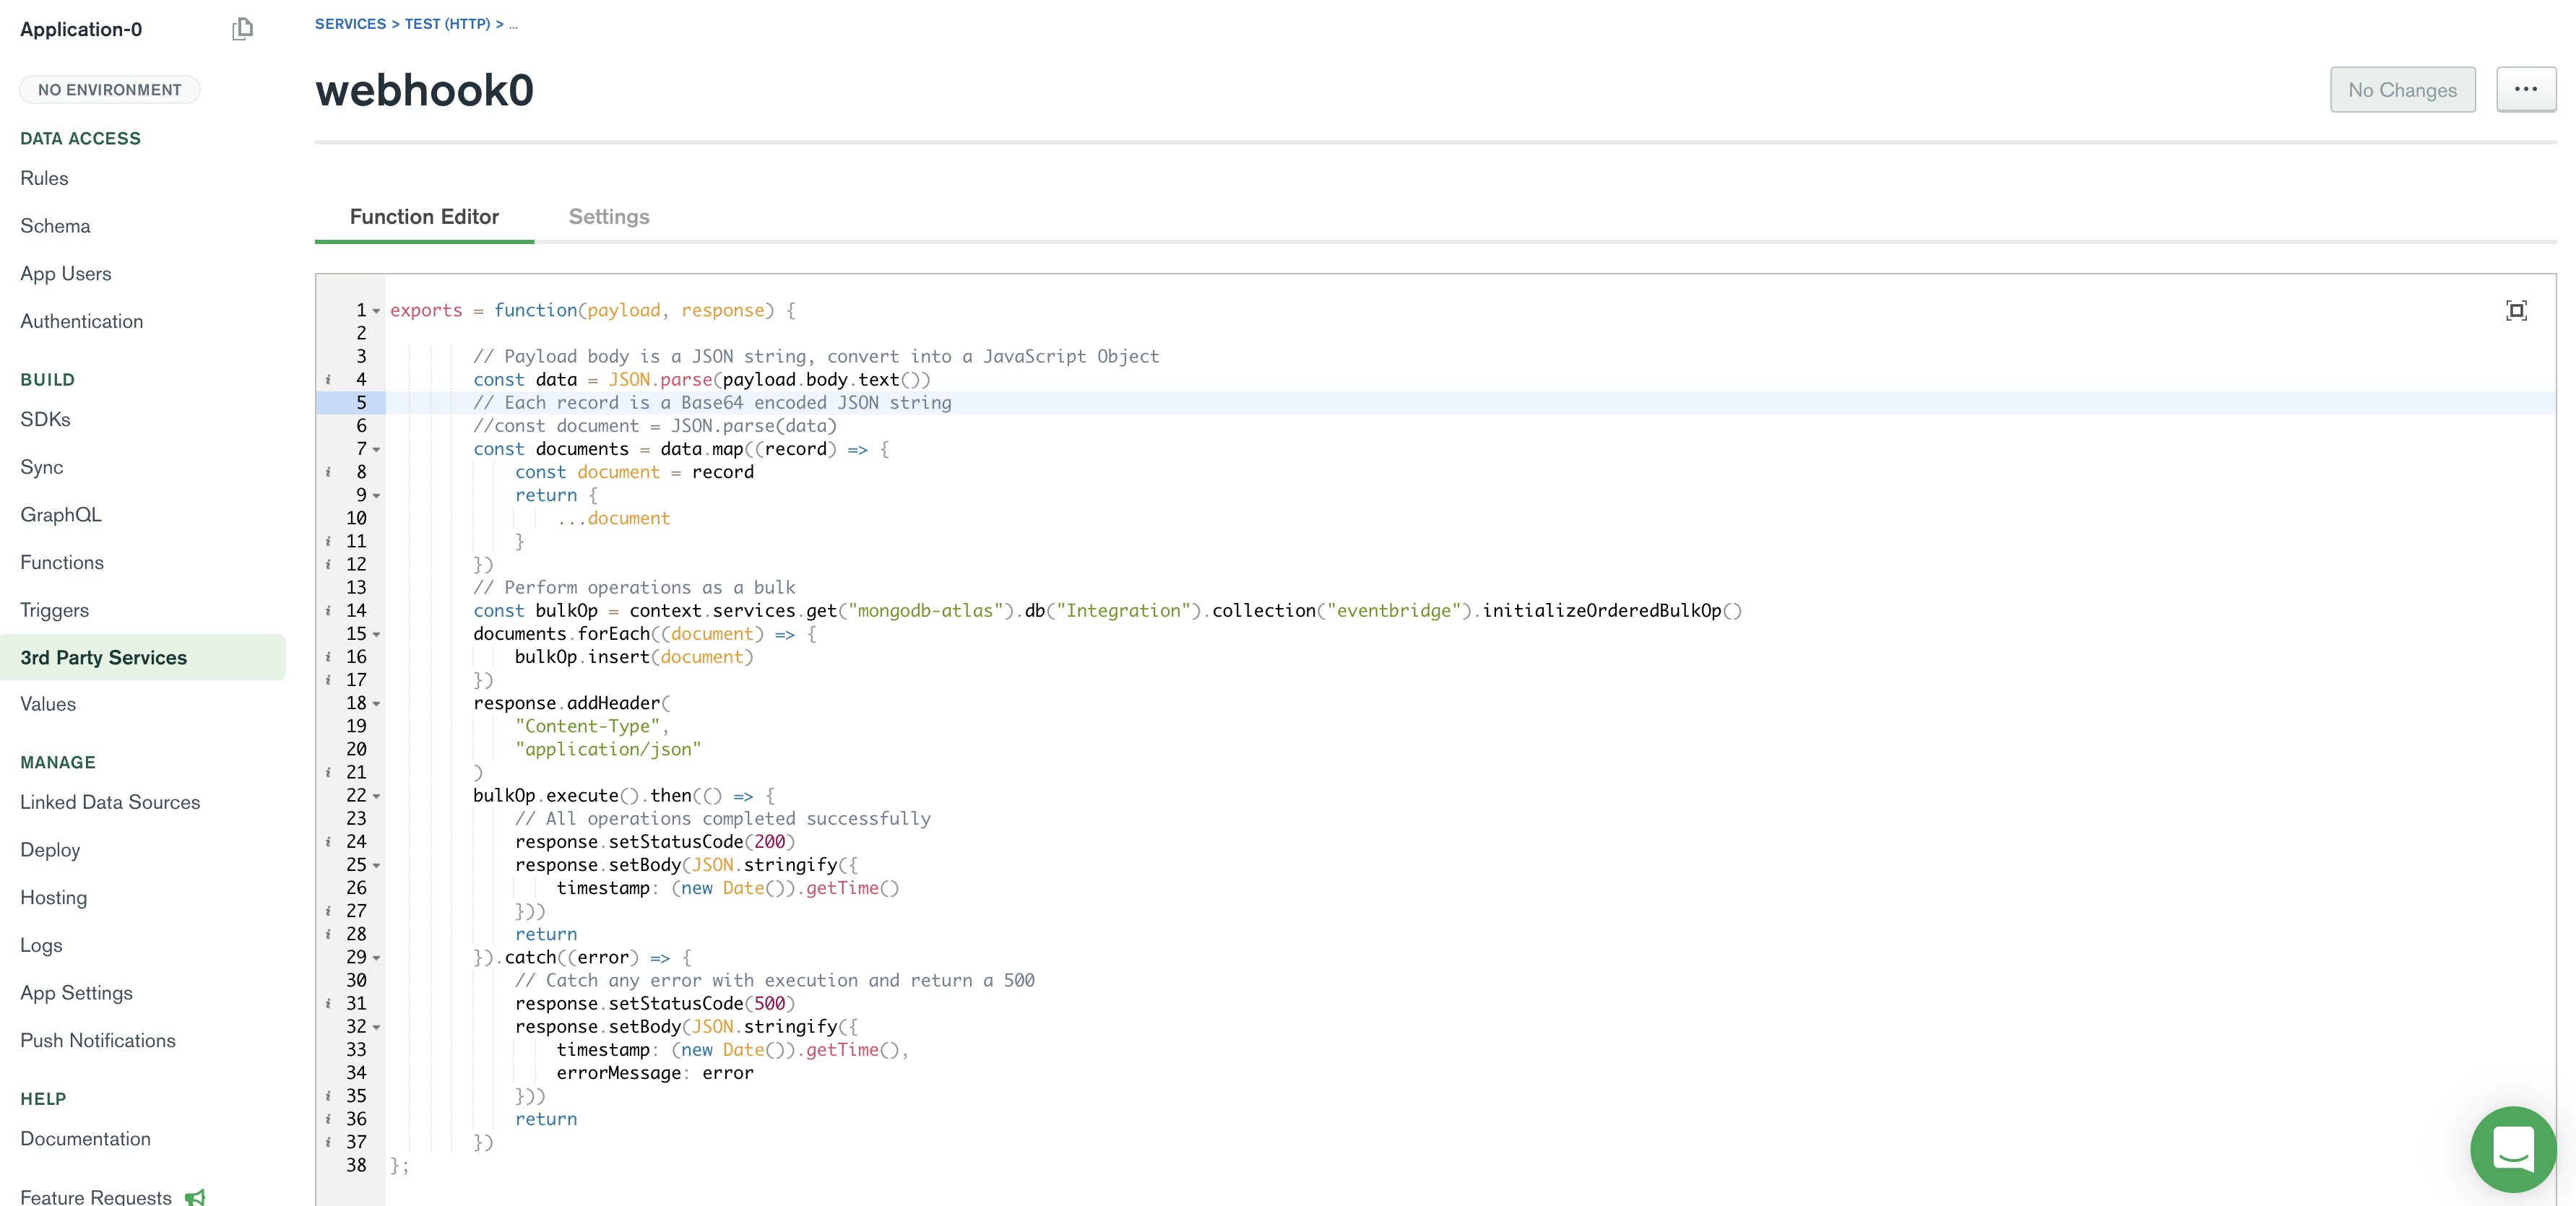 Application-0
NO ENVIRONMENT
DATA ACCESS
Rules
Schema
App Users
Authentication
BUILD
SDKs
Sync
GraphQL
Functions
Triggers
3rd Party Services
Values
MANAGE
Linked Data Sources
Deploy
Hosting
Logs
App Settings
Push Notifications
HELP
Documentation
Feature Requests
SERVICES > TEST (HTTP) > ...
webhook0
No Changes
Function Editor Settings
1 exports = function(payload, response) {
2
3 // Payload body is a JSON string, convert into a JavaScript Object
i 4 const data = JSON.parse(payload.body.text())
5 // Each record is a Base64 encoded JSON string
6 //const document = JSON.parse(data)
7 const documents = data.map((record) => {
i 8 const document = record
9 return {
10 ...document
i 11 }
i 12 })
13 // Perform operations as a bulk
i 14 const bulkOp = context.services.get("mongodb-atlas").db("Integration").collection("eventbridge").initializeOrderedBulkOp()
15 documents.forEach((document) => {
i 16 bulkOp.insert(document)
i 17 })
18 response.addHeader(
19 "Content-Type",
20 "application/json"
i 21 )
22 bulkOp.execute().then(() => {
23 // All operations completed successfully
i 24 response.setStatusCode(200)
25 response.setBody(JSON.stringify({
26 timestamp: (new Date()).getTime()
i 27 }))
i 28 return
29 }).catch((error) => {
30 // Catch any error with execution and return a 500
i 31 response.setStatusCode(500)
32 response.setBody(JSON.stringify({
33 timestamp: (new Date()).getTime(),
34 errorMessage: error
i 35 }))
i 36 return
i 37 })
38 };